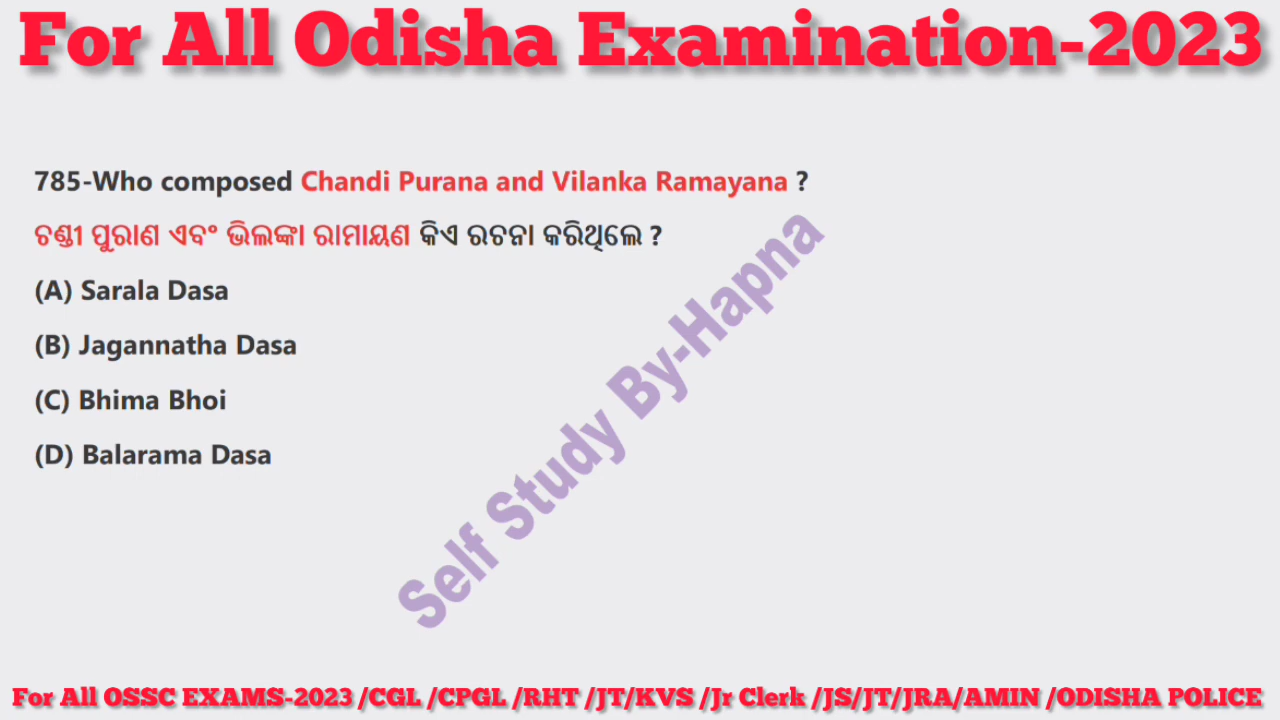 For All Odisha Examination-2023
785-Who composed Chandi Purana and Vilanka Ramayana ?
ଚଣ୍ଡୀ ପୁରାଣ ଏବଂ ଭିଲଙ୍କା ରାମାୟଣ କିଏ ରଚନା କରିଥିଲେ ?
(A) Sarala Dasa
(B) Jagannatha Dasa
(C) Bhima Bhoi
(D) Balarama Dasa
Self Study By-Hapna
For All OSSC EXAMS-2023 /CGL /CPGL /RHT /JT/KVS /Jr Clerk /JS/JT/JRA/AMIN /ODISHA POLICE